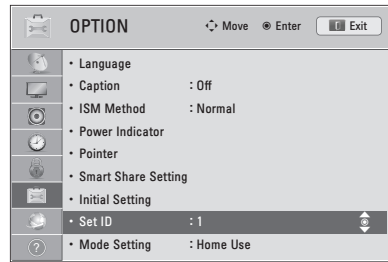 OPTION Move Enter Exit
• Language
• Caption : Off
• ISM Method : Normal
• Power Indicator
• Pointer
• Smart Share Setting
• Initial Setting
• Set ID : 1
• Mode Setting : Home Use
?